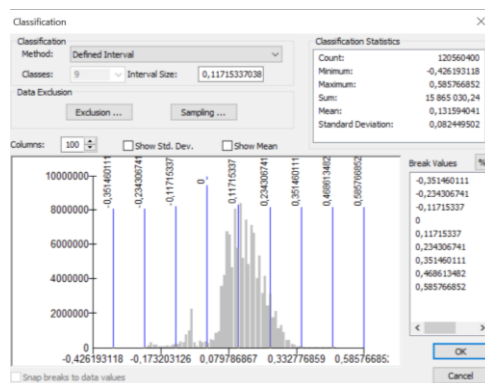 Classification
Classification
Method: Defined Interval
Classes: 9 Interval Size: 0,11715337038
Data Exclusion
Exclusion ... Sampling ...
Classification Statistics
Count: 120560400
Minimum: -0,426193118
Maximum: 0,585766852
Sum: 15 865 030,24
Mean: 0,131594041
Standard Deviation: 0,082449502
Columns: 100 Show Std. Dev. Show Mean
Break Values %
-0,351460111
-0,234306741
-0,11715337
0
0,11715337
0,234306741
0,351460111
0,468613482
0,585766852
10000000
8000000
6000000
4000000
2000000
0
-0,351460111
-0,234306741
-0,11715337
0
0,11715337
0,234306741
0,351460111
0,468613482
0,585766852
-0,426193118 -0,173203126 0,079786867 0,332776859 0,58576685
OK
Snap breaks to data values
Cancel